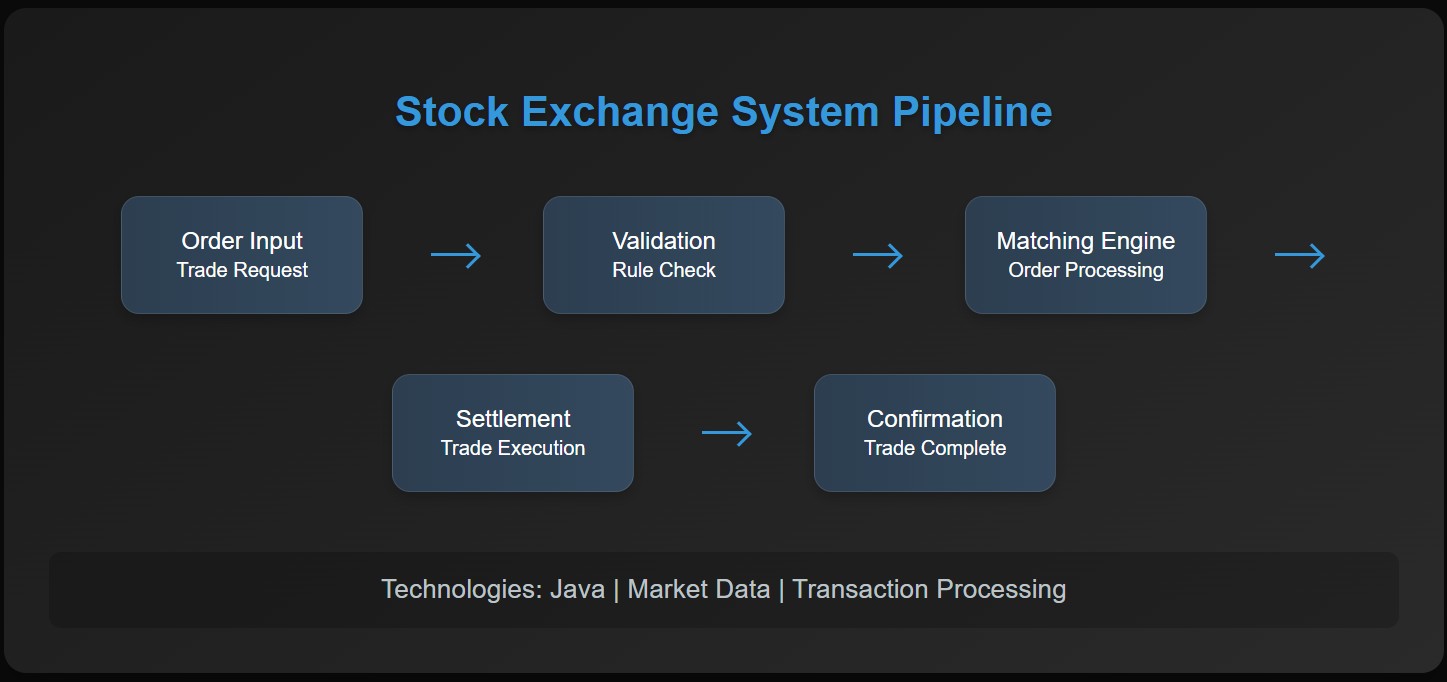 Stock Exchange System Pipeline
Order Input
Trade Request
Validation
Rule Check
Matching Engine
Order Processing
Settlement
Trade Execution
Confirmation
Trade Complete
Technologies: Java | Market Data | Transaction Processing